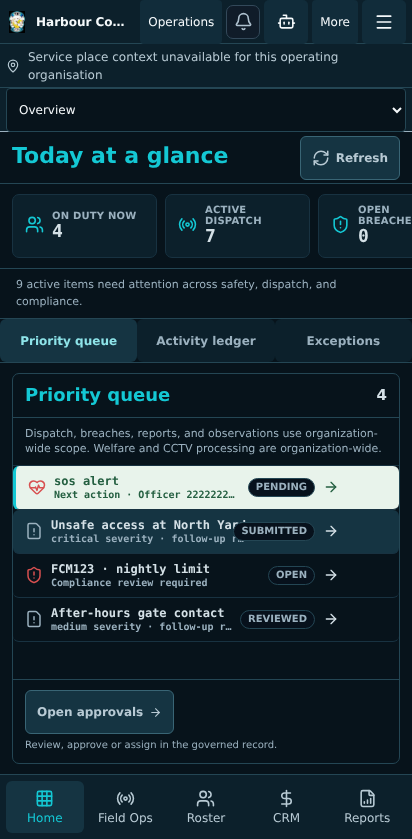 Harbour Co...
Operations
More
Service place context unavailable for this operating
organisation
Overview
Today at a glance
Refresh
ON DUTY NOW
4
ACTIVE
DISPATCH
7
OPEN
BREACHE
0
9 active items need attention across safety, dispatch, and
compliance.
Priority queue
Activity ledger
Exceptions
Priority queue
4
Dispatch, breaches, reports, and observations use organization-
wide scope. Welfare and CCTV processing are organization-wide.
sos alert
Next action · Officer 2222222…
PENDING
Unsafe access at North Yard
critical severity · follow-up r…
SUBMITTED
FCM123 · nightly limit
Compliance review required
OPEN
After-hours gate contact
medium severity · follow-up r…
REVIEWED
Open approvals →
Review, approve or assign in the governed record.
Home
Field Ops
Roster
CRM
Reports